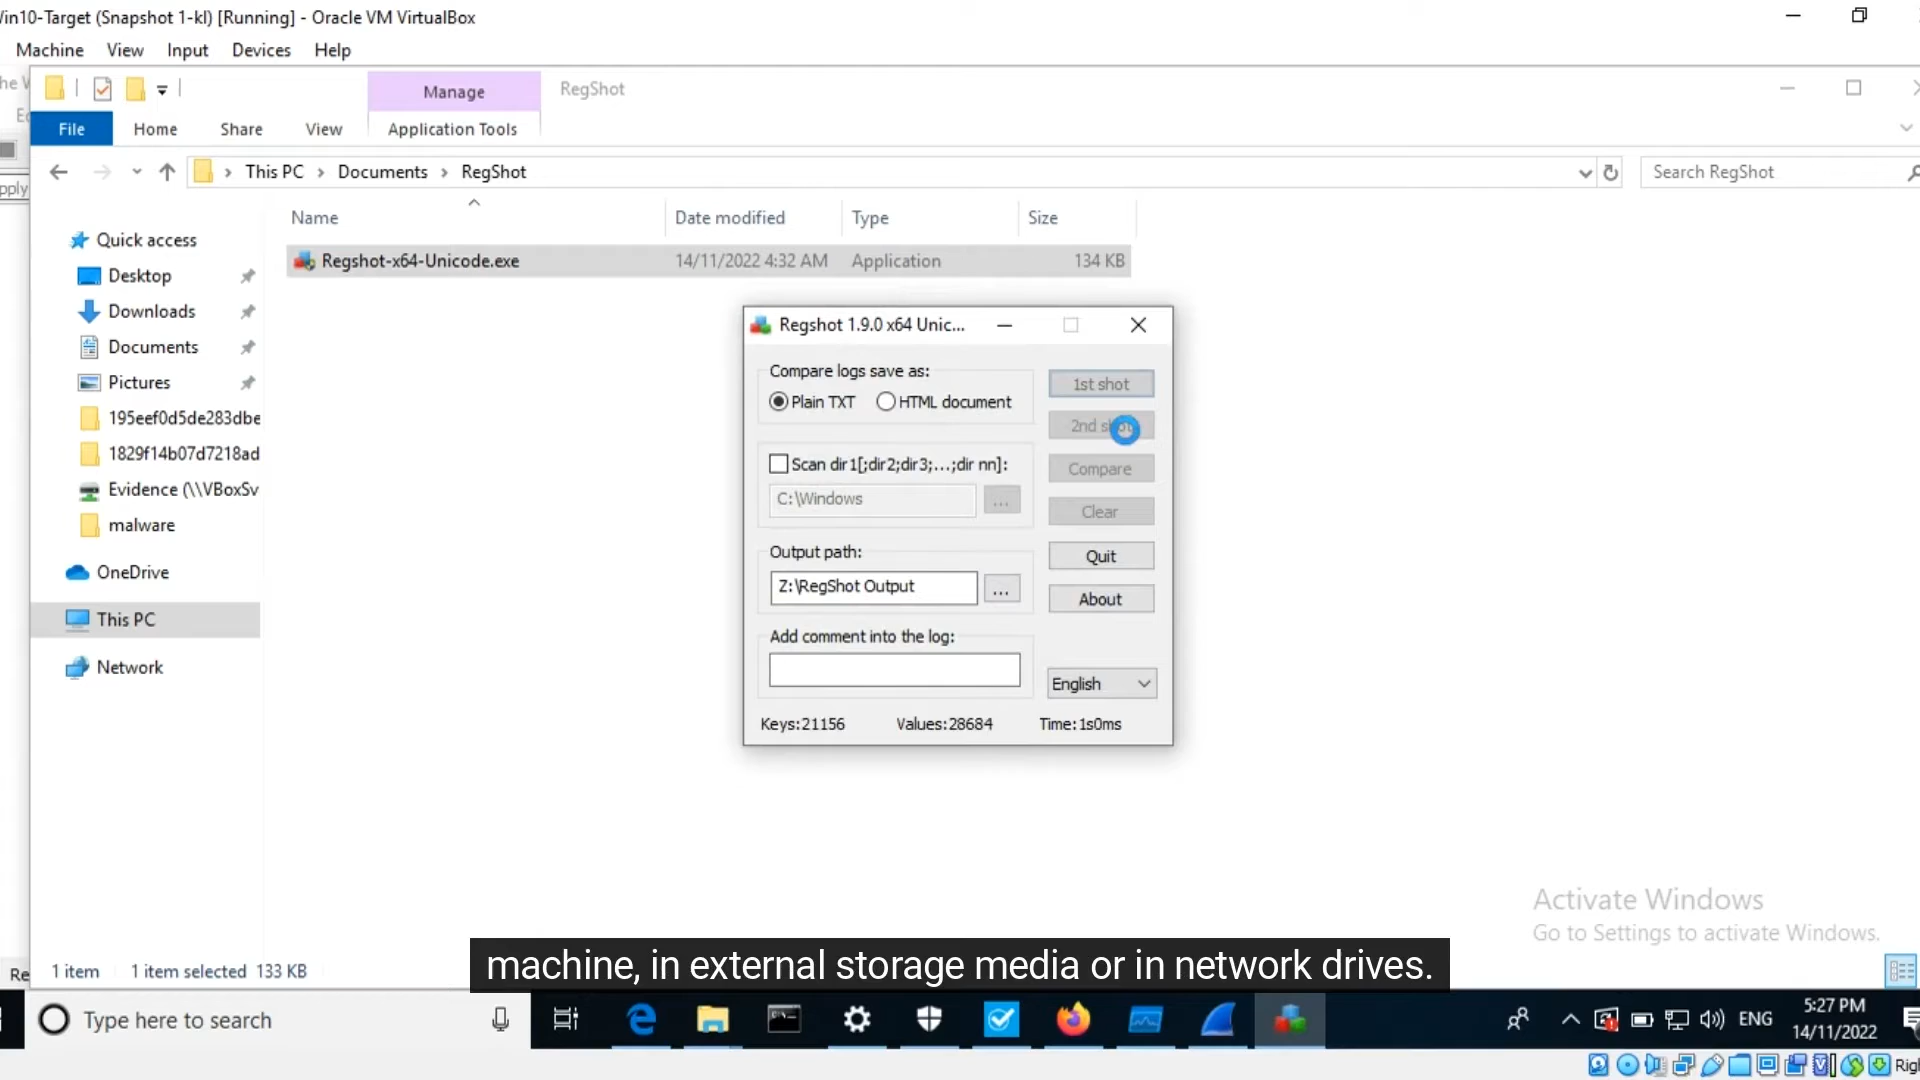 Win10-Target (Snapshot 1-kl) [Running] - Oracle VM VirtualBox
Machine View Input Devices Help
Manage RegShot
File Home Share View Application Tools
This PC Documents RegShot Search RegShot
pply
Name Date modified Type Size
Quick access
Regshot-x64-Unicode.exe 14/11/2022 4:32 AM Application 134 KB
Desktop
Downloads
Documents
Pictures
195eef0d5de283dbe
1829f14b07d7218ad
Evidence (\\VBoxSv
malware
OneDrive
This PC
Network
Regshot 1.9.0 x64 Unic...
Compare logs save as:
Plain TXT HTML document
1st shot
2nd shot
Scan dir1[;dir2;dir3;...;dir nn]:
Compare
C:\Windows ...
Clear
Output path:
Quit
Z:\RegShot Output ...
About
Add comment into the log:
English
Keys:21156 Values:28684 Time:1s0ms
Activate Windows
Go to Settings to activate Windows.
Re 1 item 1 item selected 133 KB
machine, in external storage media or in network drives.
Type here to search
ENG 5:27 PM
14/11/2022
Rig